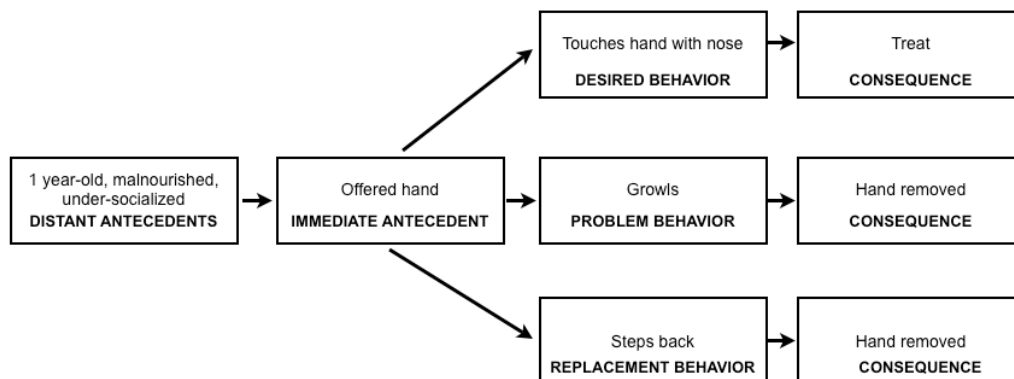 Touches hand with nose
DESIRED BEHAVIOR
Treat
CONSEQUENCE
1 year-old, malnourished,
under-socialized
DISTANT ANTECEDENTS
Offered hand
IMMEDIATE ANTECEDENT
Growls
PROBLEM BEHAVIOR
Hand removed
CONSEQUENCE
Steps back
REPLACEMENT BEHAVIOR
Hand removed
CONSEQUENCE